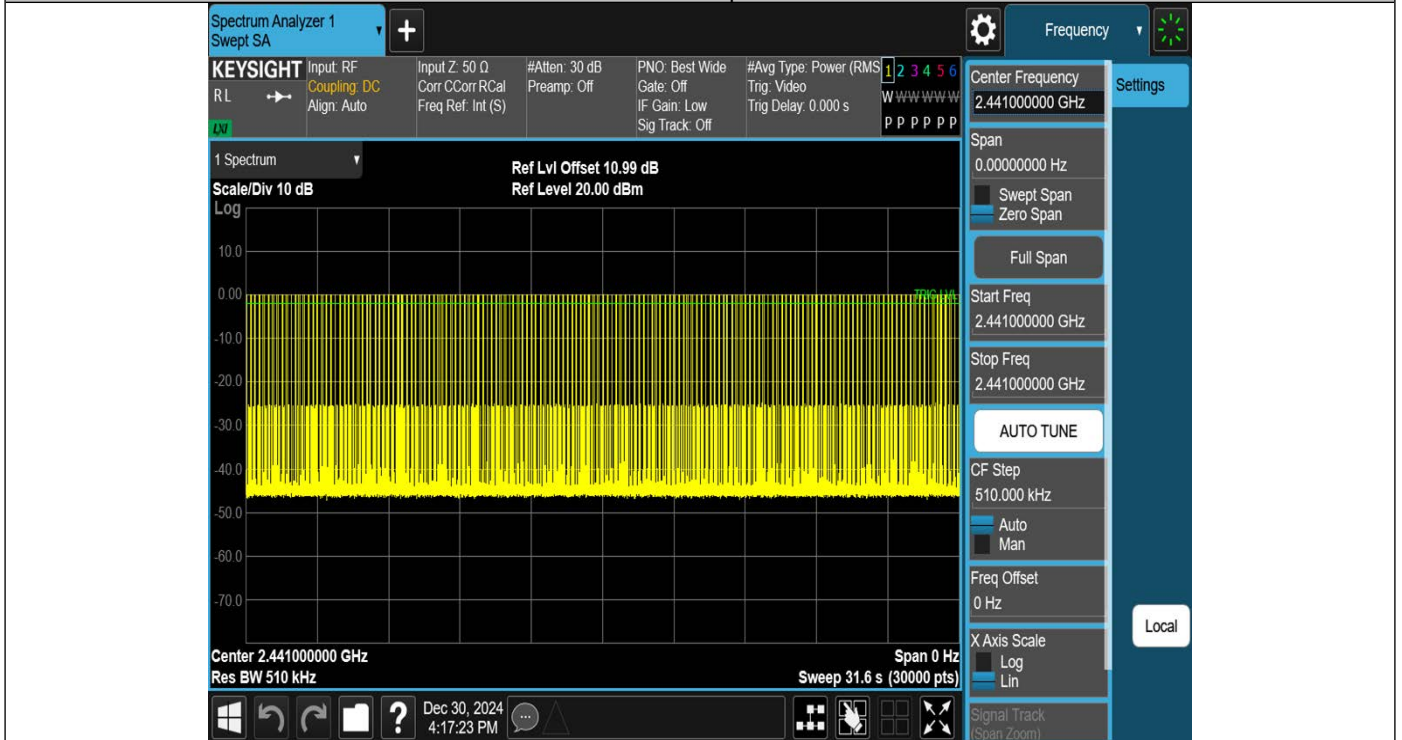 Spectrum Analyzer 1
Swept SA
+
Frequency
KEYSIGHT
RL
LXI
Input: RF
Coupling: DC
Align: Auto
Input Z: 50 Ω
Corr CCorr RCal
Freq Ref: Int (S)
#Atten: 30 dB
Preamp: Off
PNO: Best Wide
Gate: Off
IF Gain: Low
Sig Track: Off
#Avg Type: Power (RMS
Trig: Video
Trig Delay: 0.000 s
1 2 3 4 5 6
W W W W W W
P P P P P P
1 Spectrum
Scale/Div 10 dB
Log
Ref Lvl Offset 10.99 dB
Ref Level 20.00 dBm
10.0
0.00
-10.0
-20.0
-30.0
-40.0
-50.0
-60.0
-70.0
TRIG LVL
Center 2.441000000 GHz
Res BW 510 kHz
Span 0 Hz
Sweep 31.6 s (30000 pts)
Center Frequency
2.441000000 GHz
Span
0.00000000 Hz
Swept Span
Zero Span
Full Span
Start Freq
2.441000000 GHz
Stop Freq
2.441000000 GHz
AUTO TUNE
CF Step
510.000 kHz
Auto
Man
Freq Offset
0 Hz
X Axis Scale
Log
Lin
Signal Track
(Span Zoom)
Settings
Local
?
Dec 30, 2024
4:17:23 PM